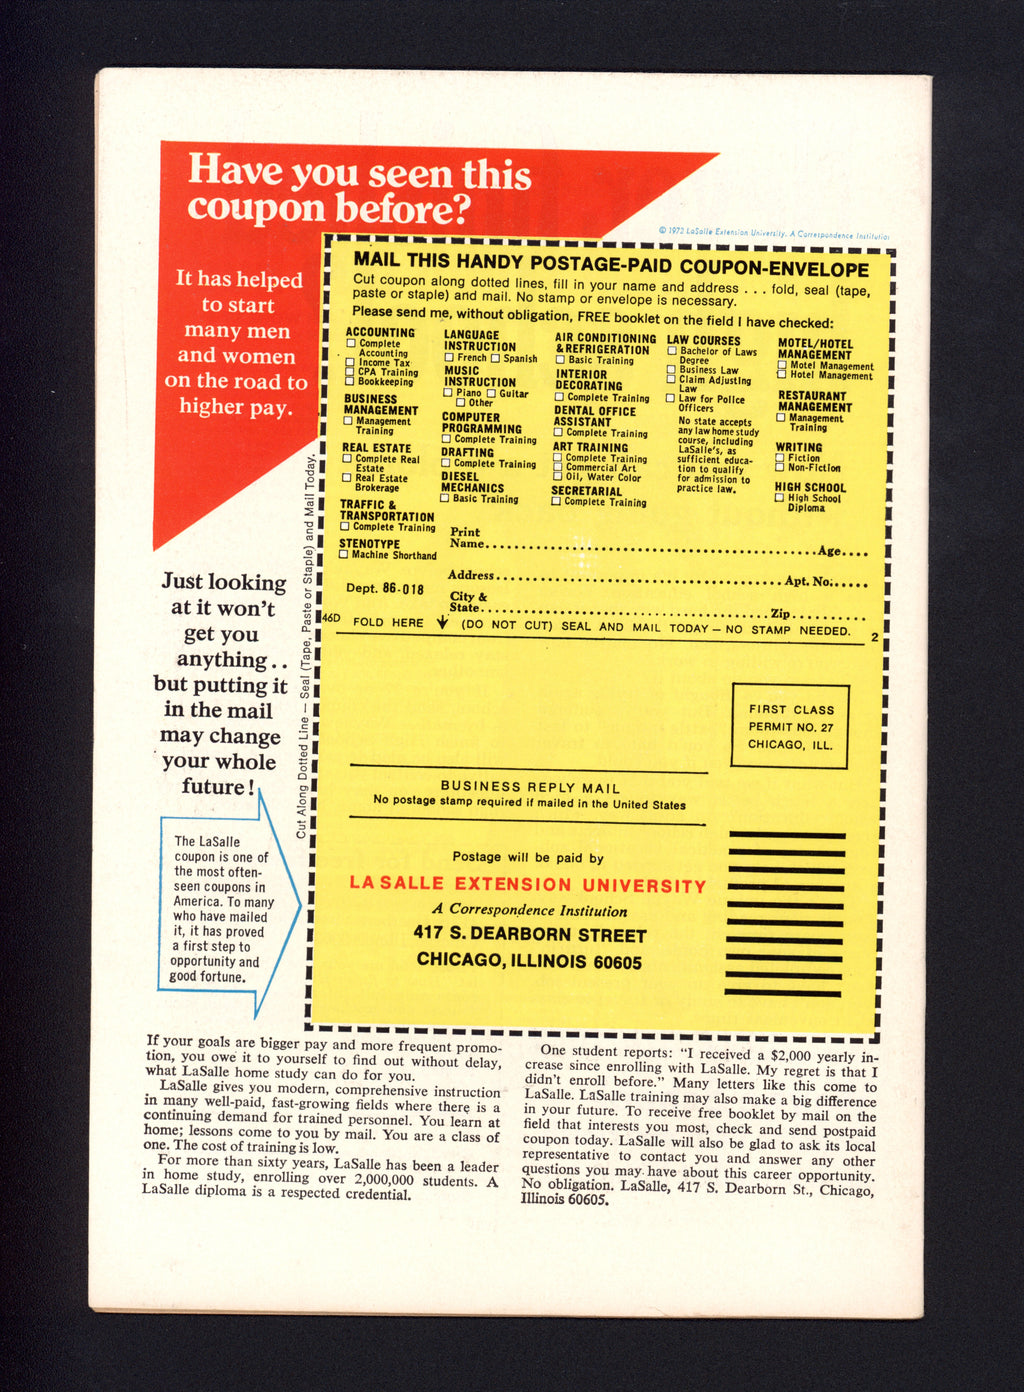 Have you seen this
coupon before?
© 1972 LaSalle Extension University, A Correspondence Institution
It has helped
to start
many men
and women
on the road to
higher pay.
Just looking
at it won't
get you
anything..
but putting it
in the mail
may change
your whole
future!
The LaSalle
coupon is one of
the most often-
seen coupons in
America. To many
who have mailed
it, it has proved
a first step to
opportunity and
good fortune.
Cut Along Dotted Line — Seal (Tape, Paste or Staple) and Mail Today.
MAIL THIS HANDY POSTAGE-PAID COUPON-ENVELOPE
Cut coupon along dotted lines, fill in your name and address . . . fold, seal (tape,
paste or staple) and mail. No stamp or envelope is necessary.
Please send me, without obligation, FREE booklet on the field I have checked:
ACCOUNTING
☐ Complete
Accounting
☐ Income Tax
☐ CPA Training
☐ Bookkeeping
BUSINESS
MANAGEMENT
☐ Management
Training
REAL ESTATE
☐ Complete Real
Estate
☐ Real Estate
Brokerage
TRAFFIC &
TRANSPORTATION
☐ Complete Training
STENOTYPE
☐ Machine Shorthand
LANGUAGE
INSTRUCTION
☐ French ☐ Spanish
MUSIC
INSTRUCTION
☐ Piano ☐ Guitar
☐ Other
COMPUTER
PROGRAMMING
☐ Complete Training
DRAFTING
☐ Complete Training
DIESEL
MECHANICS
☐ Basic Training
AIR CONDITIONING
& REFRIGERATION
☐ Basic Training
INTERIOR
DECORATING
☐ Complete Training
DENTAL OFFICE
ASSISTANT
☐ Complete Training
ART TRAINING
☐ Complete Training
☐ Commercial Art
☐ Oil, Water Color
SECRETARIAL
☐ Complete Training
LAW COURSES
☐ Bachelor of Laws
Degree
☐ Business Law
☐ Claim Adjusting
Law
☐ Law for Police
Officers
No state accepts
any law home study
course, including
LaSalle's, as
sufficient educa-
tion to qualify
for admission to
practice law.
MOTEL/HOTEL
MANAGEMENT
☐ Motel Management
☐ Hotel Management
RESTAURANT
MANAGEMENT
☐ Management
Training
WRITING
☐ Fiction
☐ Non-Fiction
HIGH SCHOOL
☐ High School
Diploma
Print
Name................................................Age....
Address..........................................Apt. No:.....
Dept. 86-018
City &
State..........................................Zip..........
46D FOLD HERE ↓ (DO NOT CUT) SEAL AND MAIL TODAY — NO STAMP NEEDED. 2
FIRST CLASS
PERMIT NO. 27
CHICAGO, ILL.
BUSINESS REPLY MAIL
No postage stamp required if mailed in the United States
Postage will be paid by
LA SALLE EXTENSION UNIVERSITY
A Correspondence Institution
417 S. DEARBORN STREET
CHICAGO, ILLINOIS 60605
If your goals are bigger pay and more frequent promo-
tion, you owe it to yourself to find out without delay,
what LaSalle home study can do for you.
LaSalle gives you modern, comprehensive instruction
in many well-paid, fast-growing fields where there is a
continuing demand for trained personnel. You learn at
home; lessons come to you by mail. You are a class of
one. The cost of training is low.
For more than sixty years, LaSalle has been a leader
in home study, enrolling over 2,000,000 students. A
LaSalle diploma is a respected credential.
One student reports: "I received a $2,000 yearly in-
crease since enrolling with LaSalle. My regret is that I
didn't enroll before." Many letters like this come to
LaSalle. LaSalle training may also make a big difference
in your future. To receive free booklet by mail on the
field that interests you most, check and send postpaid
coupon today. LaSalle will also be glad to ask its local
representative to contact you and answer any other
questions you may have about this career opportunity.
No obligation. LaSalle, 417 S. Dearborn St., Chicago,
Illinois 60605.